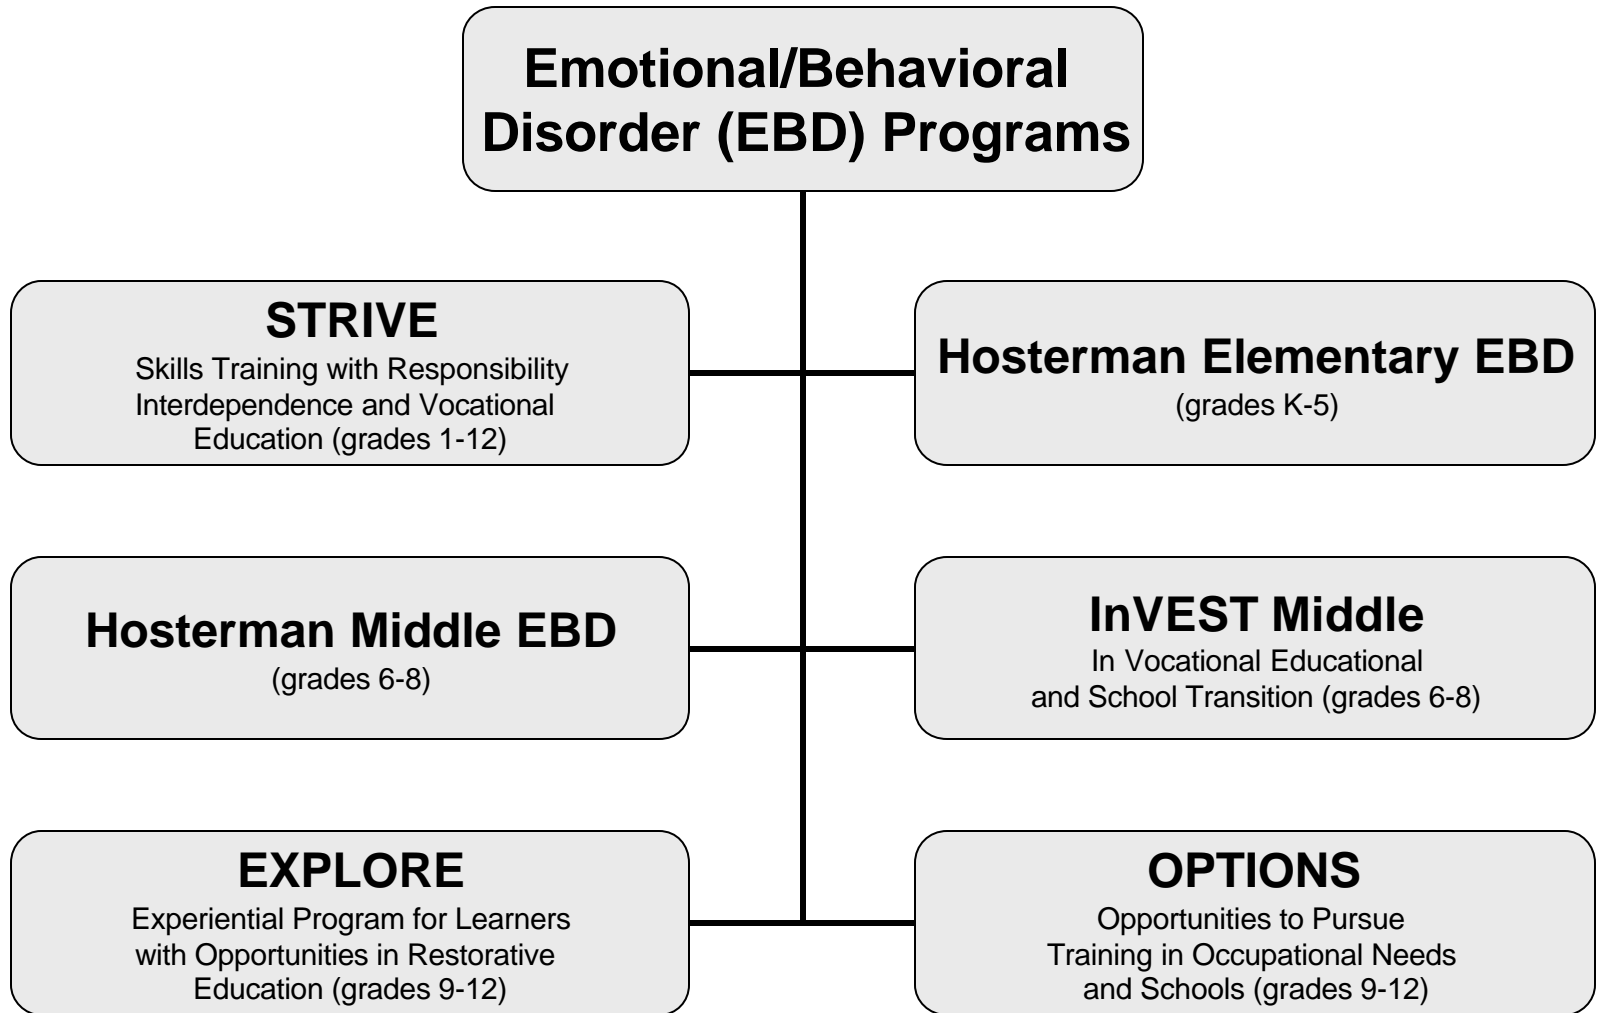 Emotional/Behavioral
Disorder (EBD) Programs
STRIVE
Skills Training with Responsibility
Interdependence and Vocational
Education (grades 1-12)
Hosterman Elementary EBD
(grades K-5)
Hosterman Middle EBD
(grades 6-8)
InVEST Middle
In Vocational Educational
and School Transition (grades 6-8)
EXPLORE
Experiential Program for Learners
with Opportunities in Restorative
Education (grades 9-12)
OPTIONS
Opportunities to Pursue
Training in Occupational Needs
and Schools (grades 9-12)